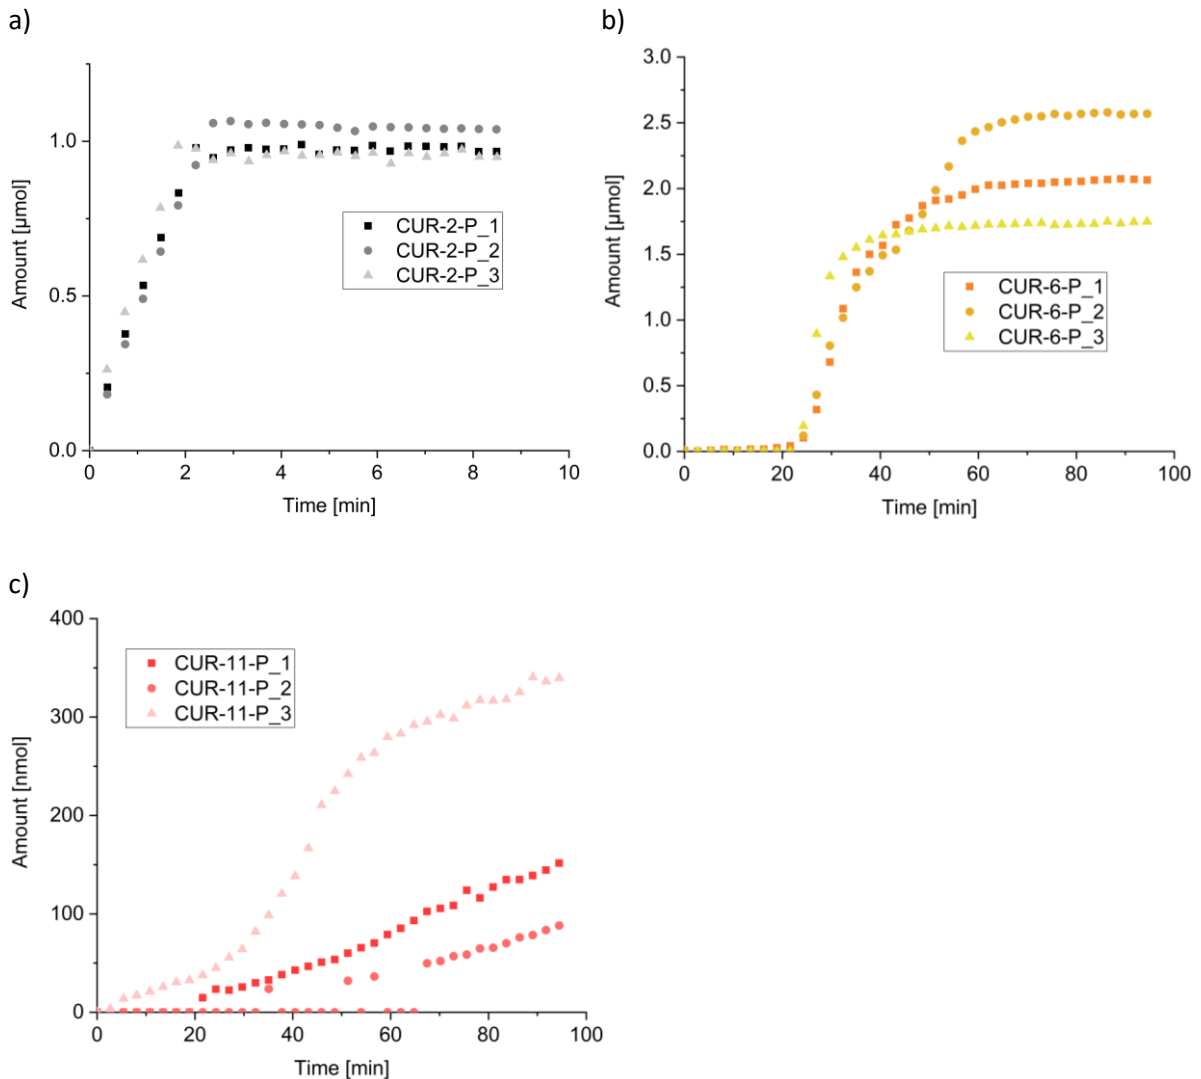 a)
1.0
0.5
0.0
0 2 4 6 8 10
Amount [µmol]
Time [min]
CUR-2-P_1
CUR-2-P_2
CUR-2-P_3
b)
3.0
2.5
2.0
1.5
1.0
0.5
0.0
0 20 40 60 80 100
Amount [µmol]
Time [min]
CUR-6-P_1
CUR-6-P_2
CUR-6-P_3
c)
400
300
200
100
0
0 20 40 60 80 100
Amount [nmol]
Time [min]
CUR-11-P_1
CUR-11-P_2
CUR-11-P_3